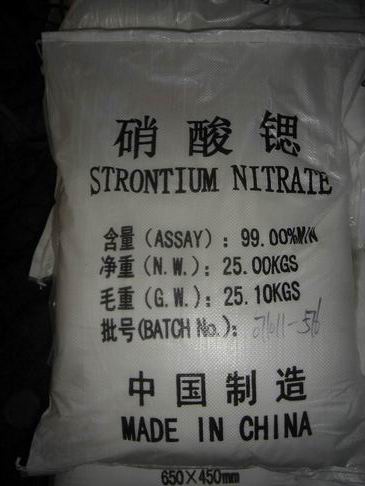 硝酸锶
STRONTIUM NITRATE
含量(ASSAY): 99.00%MIN
净重(N.W.): 25.00KGS
毛重(G.W.): 25.10KGS
批号(BATCH No.):
中国制造
MADE IN CHINA
650×450mm